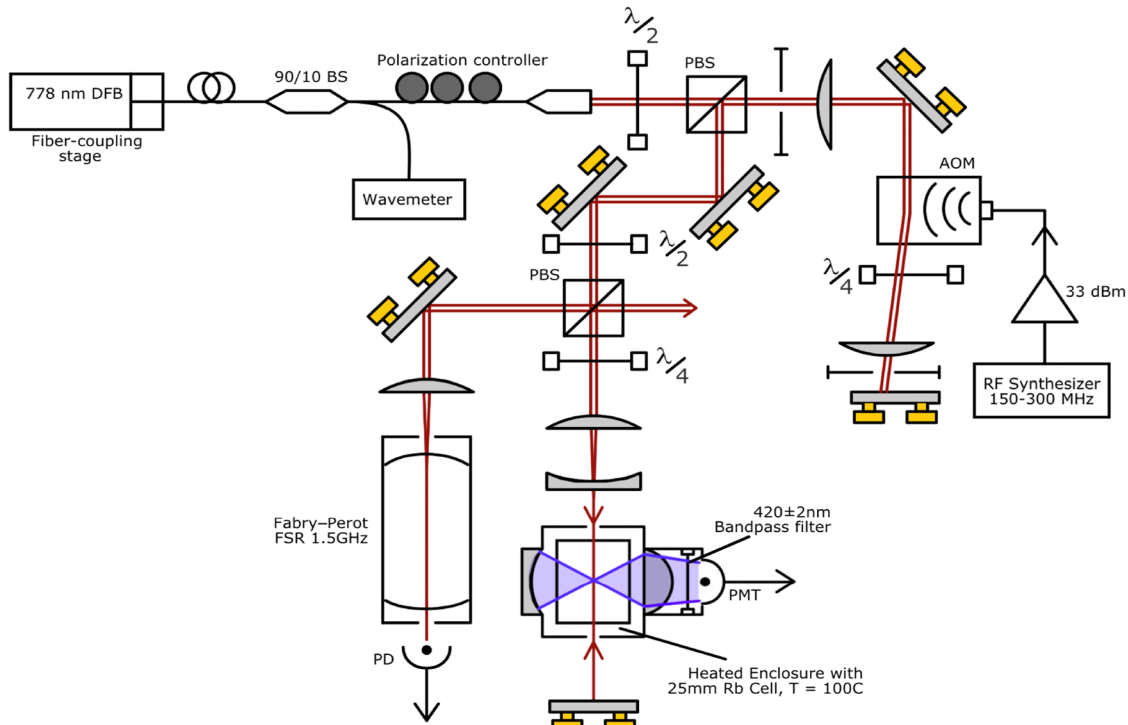 λ/2
Polarization controller
PBS
90/10 BS
778 nm DFB
Fiber-coupling
stage
AOM
Wavemeter
λ/2
PBS
λ/4
33 dBm
λ/4
RF Synthesizer
150-300 MHz
420±2nm
Bandpass filter
Fabry–Perot
FSR 1.5GHz
PMT
PD
Heated Enclosure with
25mm Rb Cell, T = 100C